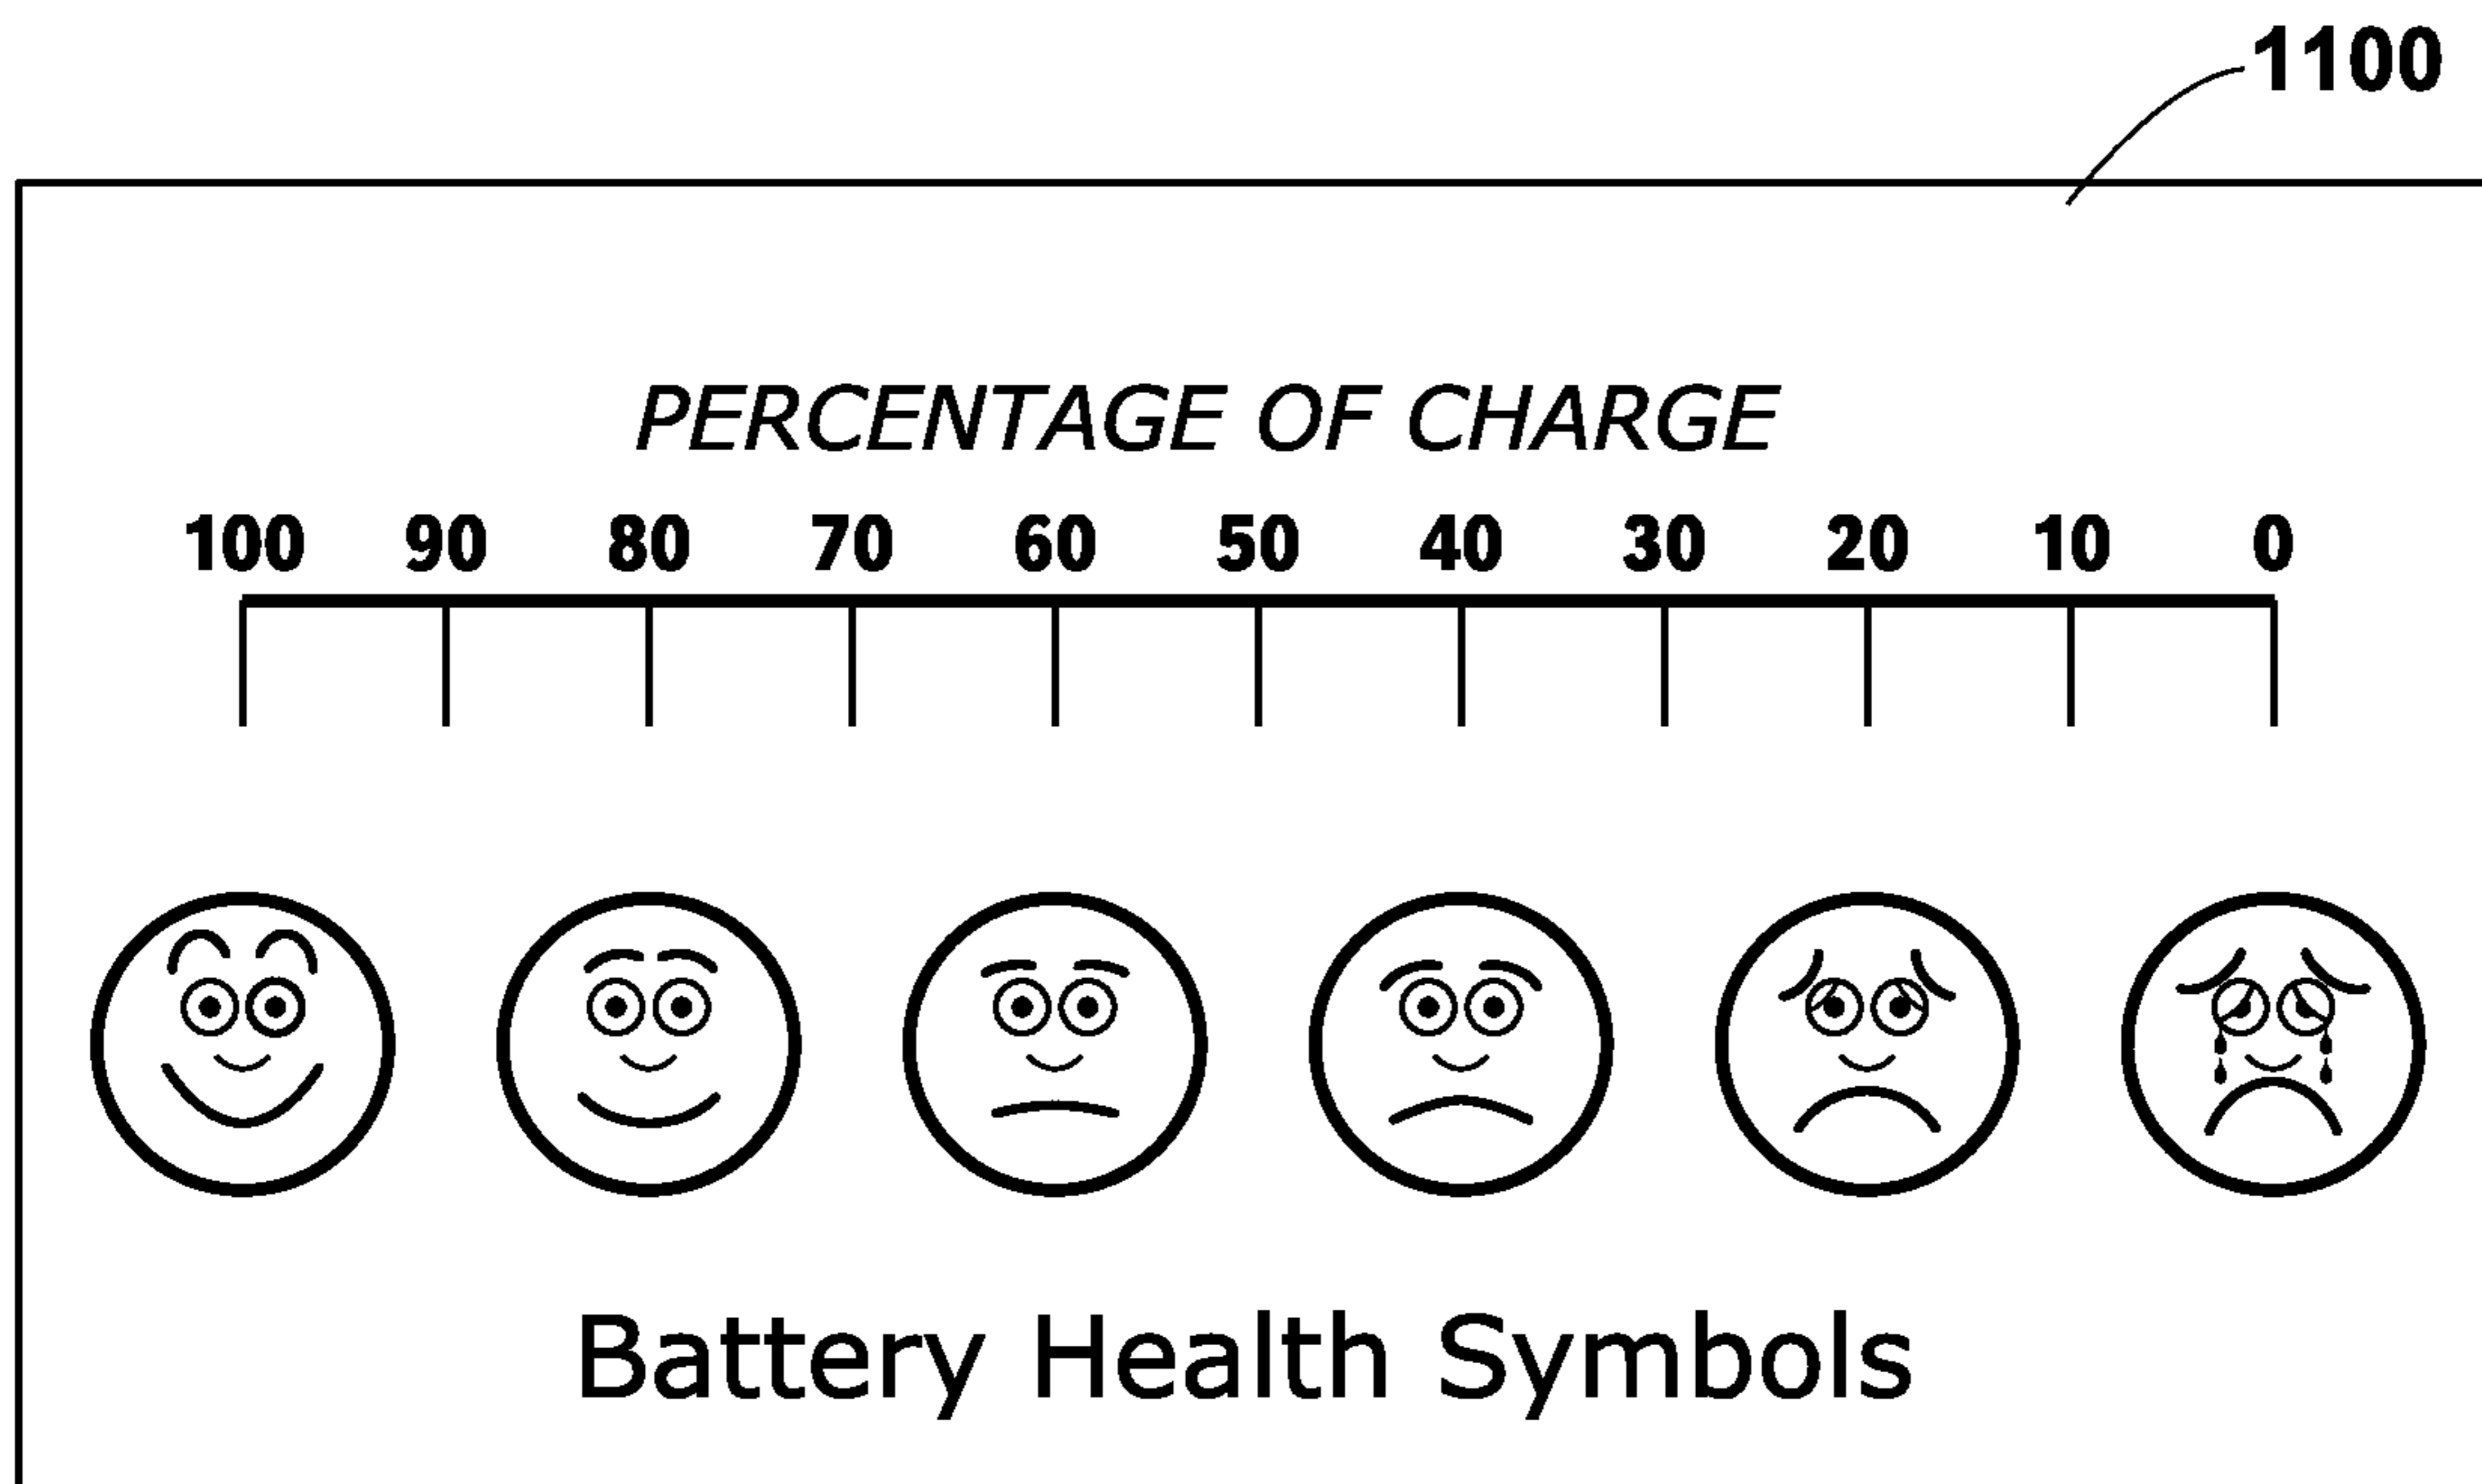 1100
PERCENTAGE OF CHARGE
100 90 80 70 60 50 40 30 20 10 0
Battery Health Symbols